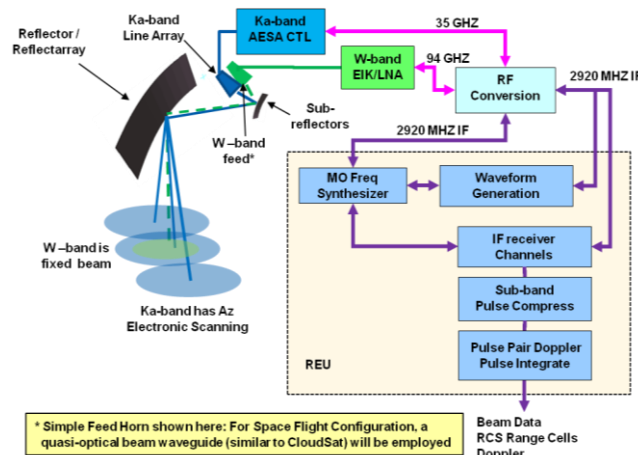 Reflector /
Reflectarray
Ka-band
Line Array
Ka-band
AESA CTL
35 GHZ
W-band
EIK/LNA
94 GHZ
RF
Conversion
2920 MHZ IF
Sub-
reflectors
W –band
feed*
2920 MHZ IF
MO Freq
Synthesizer
Waveform
Generation
W –band is
fixed beam
IF receiver
Channels
Ka-band has Az
Electronic Scanning
Sub-band
Pulse Compress
Pulse Pair Doppler
Pulse Integrate
REU
* Simple Feed Horn shown here: For Space Flight Configuration, a
quasi-optical beam waveguide (similar to CloudSat) will be employed
Beam Data
RCS Range Cells
Doppler